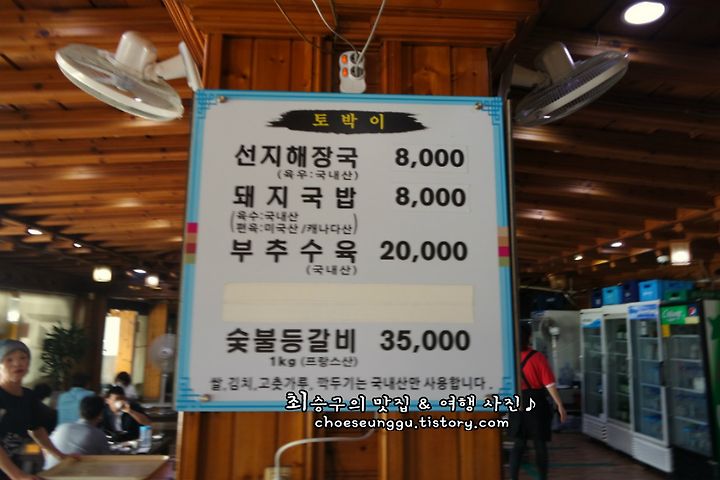 토박이
선지해장국 8,000
(육우:국내산)
돼지국밥 8,000
(육수:국내산
편육:미국산/캐나다산)
부추수육 20,000
(국내산)
숯불등갈비 35,000
1kg (프랑스산)
쌀,김치,고춧가루, 깍두기는 국내산만 사용합니다.
최승구의 맛집 & 여행 사진♪
choeseunggu.tistory.com